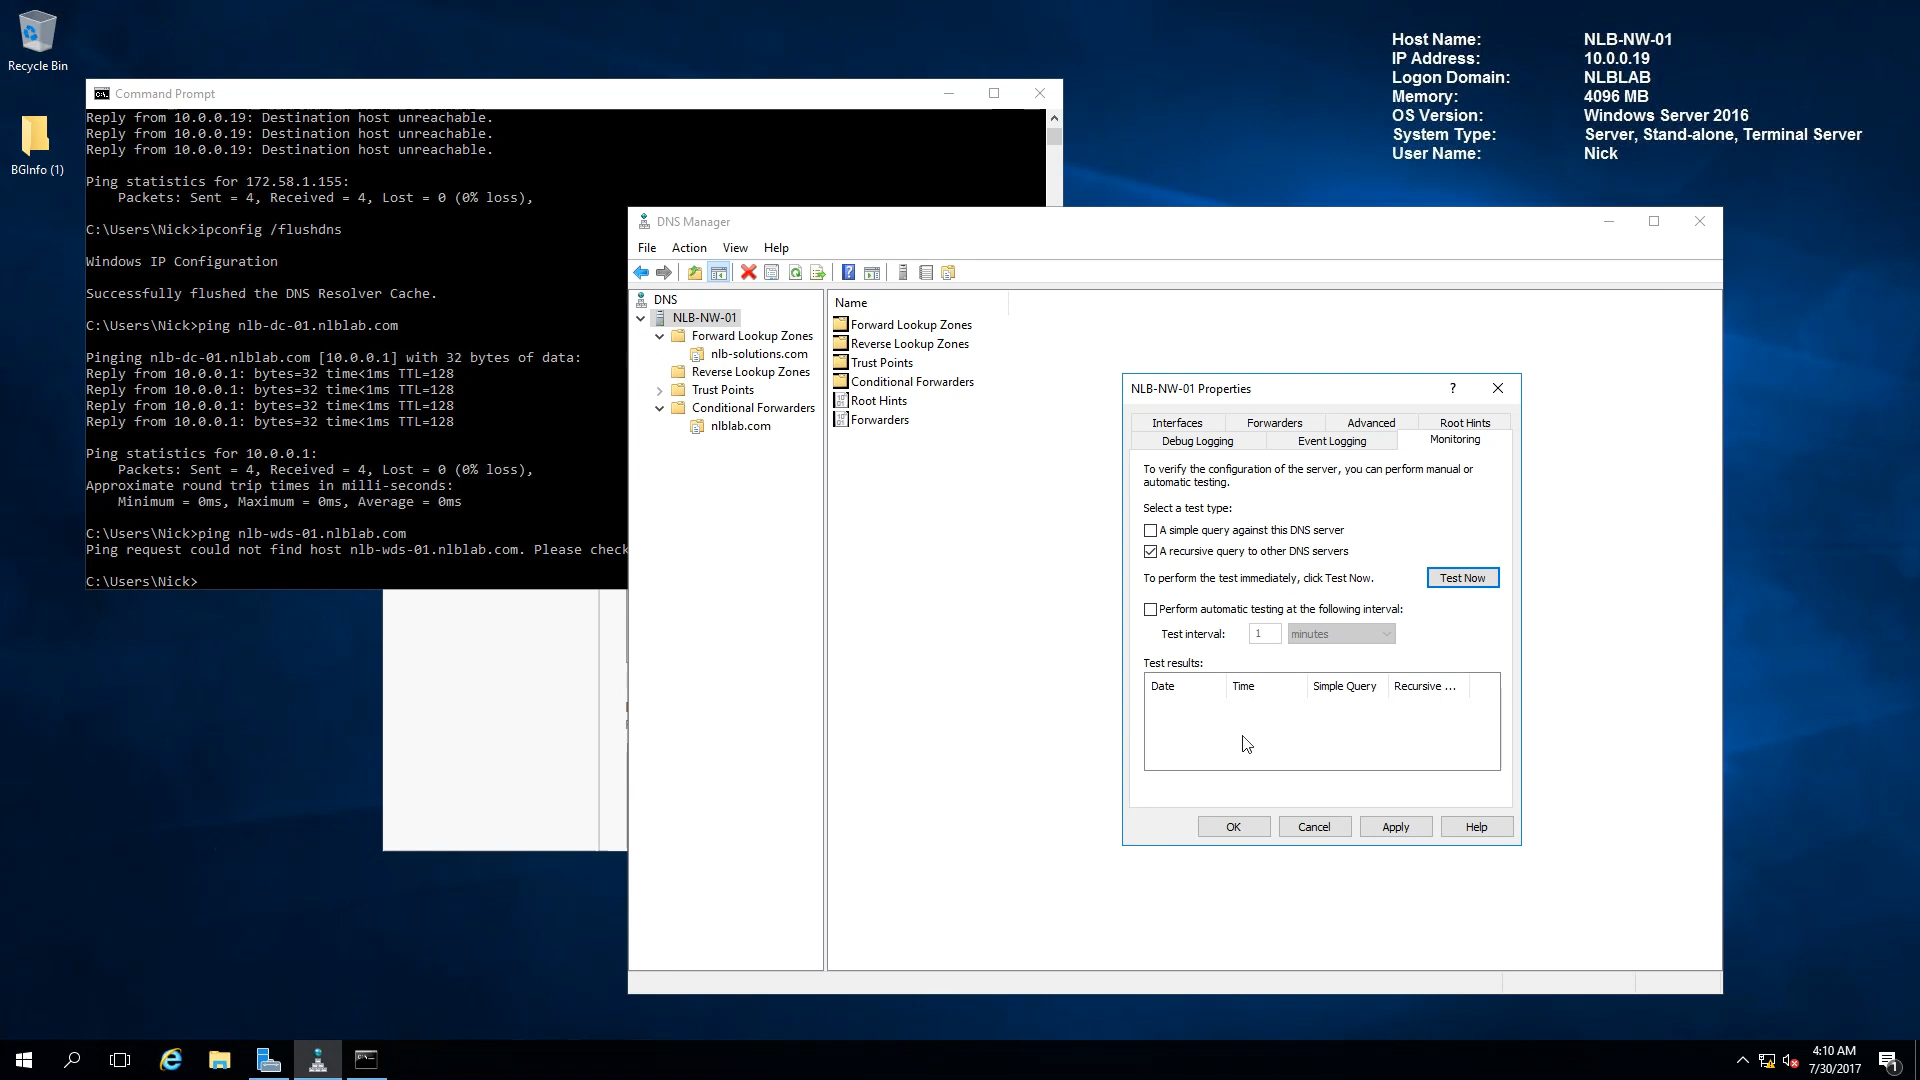 Recycle Bin
BGInfo (1)
Host Name: NLB-NW-01
IP Address: 10.0.0.19
Logon Domain: NLBLAB
Memory: 4096 MB
OS Version: Windows Server 2016
System Type: Server, Stand-alone, Terminal Server
User Name: Nick
Command Prompt
Reply from 10.0.0.19: Destination host unreachable.
Reply from 10.0.0.19: Destination host unreachable.
Reply from 10.0.0.19: Destination host unreachable.
Ping statistics for 172.58.1.155:
Packets: Sent = 4, Received = 4, Lost = 0 (0% loss),
C:\Users\Nick>ipconfig /flushdns
Windows IP Configuration
Successfully flushed the DNS Resolver Cache.
C:\Users\Nick>ping nlb-dc-01.nlblab.com
Pinging nlb-dc-01.nlblab.com [10.0.0.1] with 32 bytes of data:
Reply from 10.0.0.1: bytes=32 time<1ms TTL=128
Reply from 10.0.0.1: bytes=32 time<1ms TTL=128
Reply from 10.0.0.1: bytes=32 time<1ms TTL=128
Reply from 10.0.0.1: bytes=32 time<1ms TTL=128
Ping statistics for 10.0.0.1:
Packets: Sent = 4, Received = 4, Lost = 0 (0% loss),
Approximate round trip times in milli-seconds:
Minimum = 0ms, Maximum = 0ms, Average = 0ms
C:\Users\Nick>ping nlb-wds-01.nlblab.com
Ping request could not find host nlb-wds-01.nlblab.com. Please check
C:\Users\Nick>
DNS Manager
File Action View Help
DNS
NLB-NW-01
Forward Lookup Zones
nlb-solutions.com
Reverse Lookup Zones
Trust Points
Conditional Forwarders
nlblab.com
Name
Forward Lookup Zones
Reverse Lookup Zones
Trust Points
Conditional Forwarders
Root Hints
Forwarders
NLB-NW-01 Properties
Interfaces Forwarders Advanced Root Hints
Debug Logging Event Logging Monitoring
To verify the configuration of the server, you can perform manual or
automatic testing.
Select a test type:
A simple query against this DNS server
A recursive query to other DNS servers
To perform the test immediately, click Test Now. Test Now
Perform automatic testing at the following interval:
Test interval: 1 minutes
Test results:
Date Time Simple Query Recursive ...
OK Cancel Apply Help
4:10 AM
7/30/2017
1